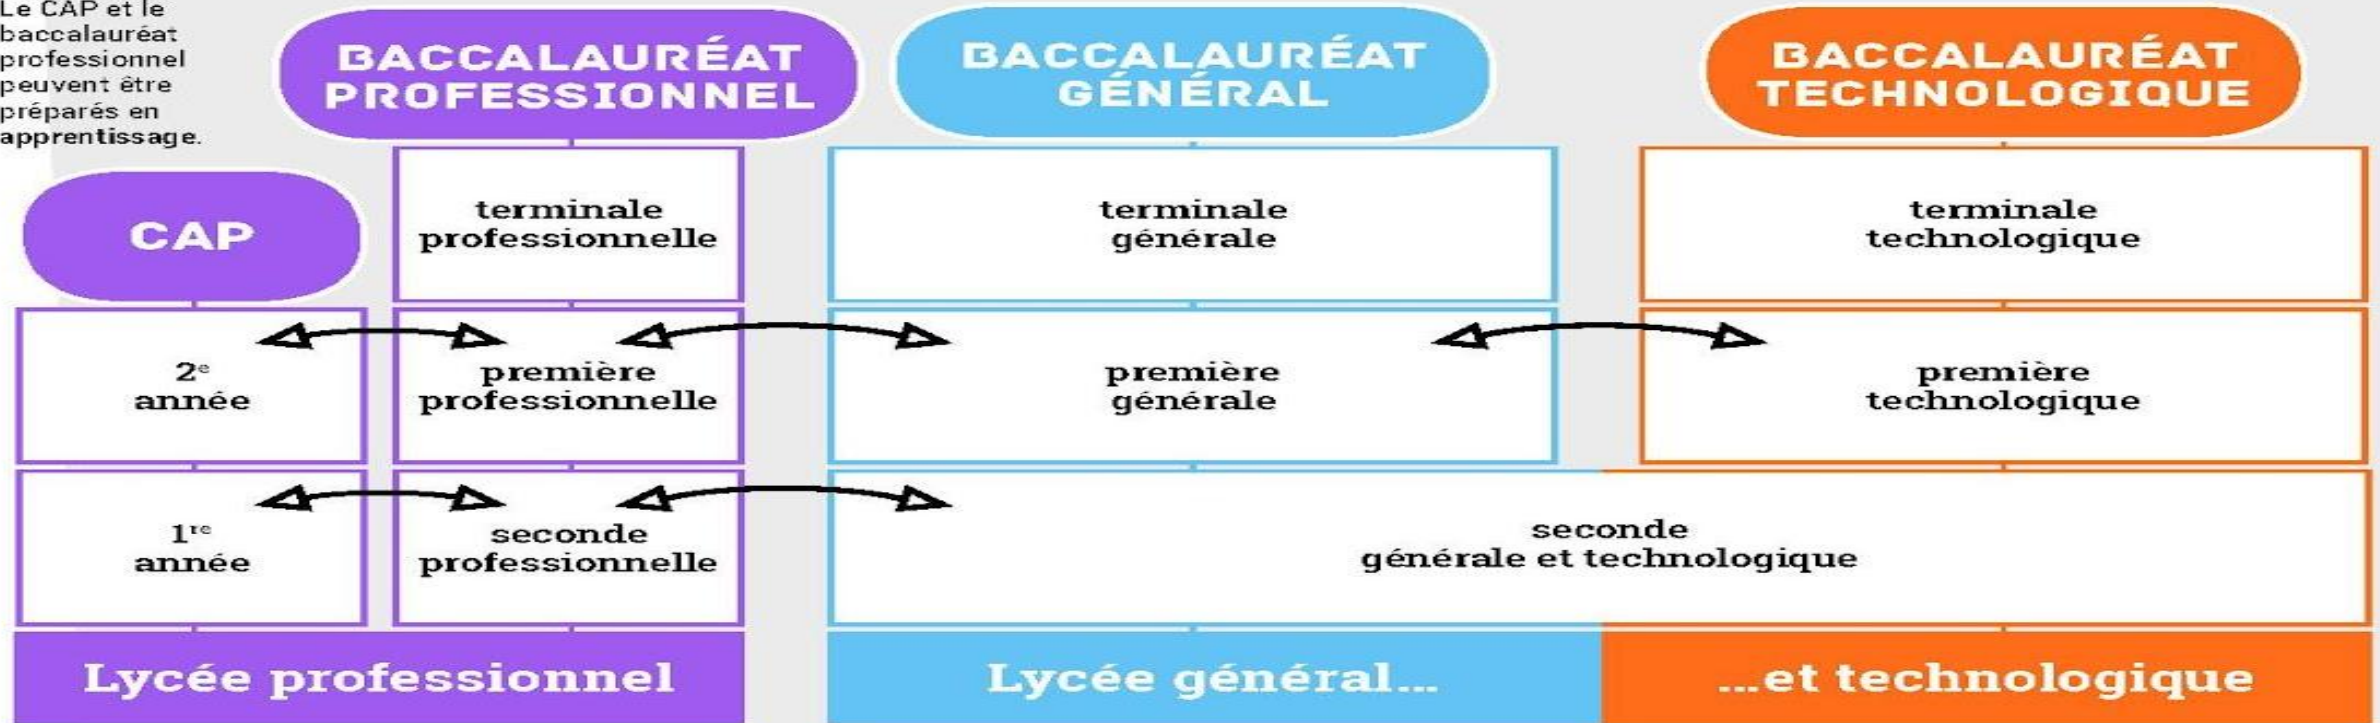 Le CAP et le
baccalauréat
professionnel
peuvent être
préparés en
apprentissage.
BACCALAURÉAT
PROFESSIONNEL
BACCALAURÉAT
GÉNÉRAL
BACCALAURÉAT
TECHNOLOGIQUE
CAP
terminale
professionnelle
terminale
générale
terminale
technologique
2e
année
première
professionnelle
première
générale
première
technologique
1re
année
seconde
professionnelle
seconde
générale et technologique
Lycée professionnel
Lycée général...
...et technologique